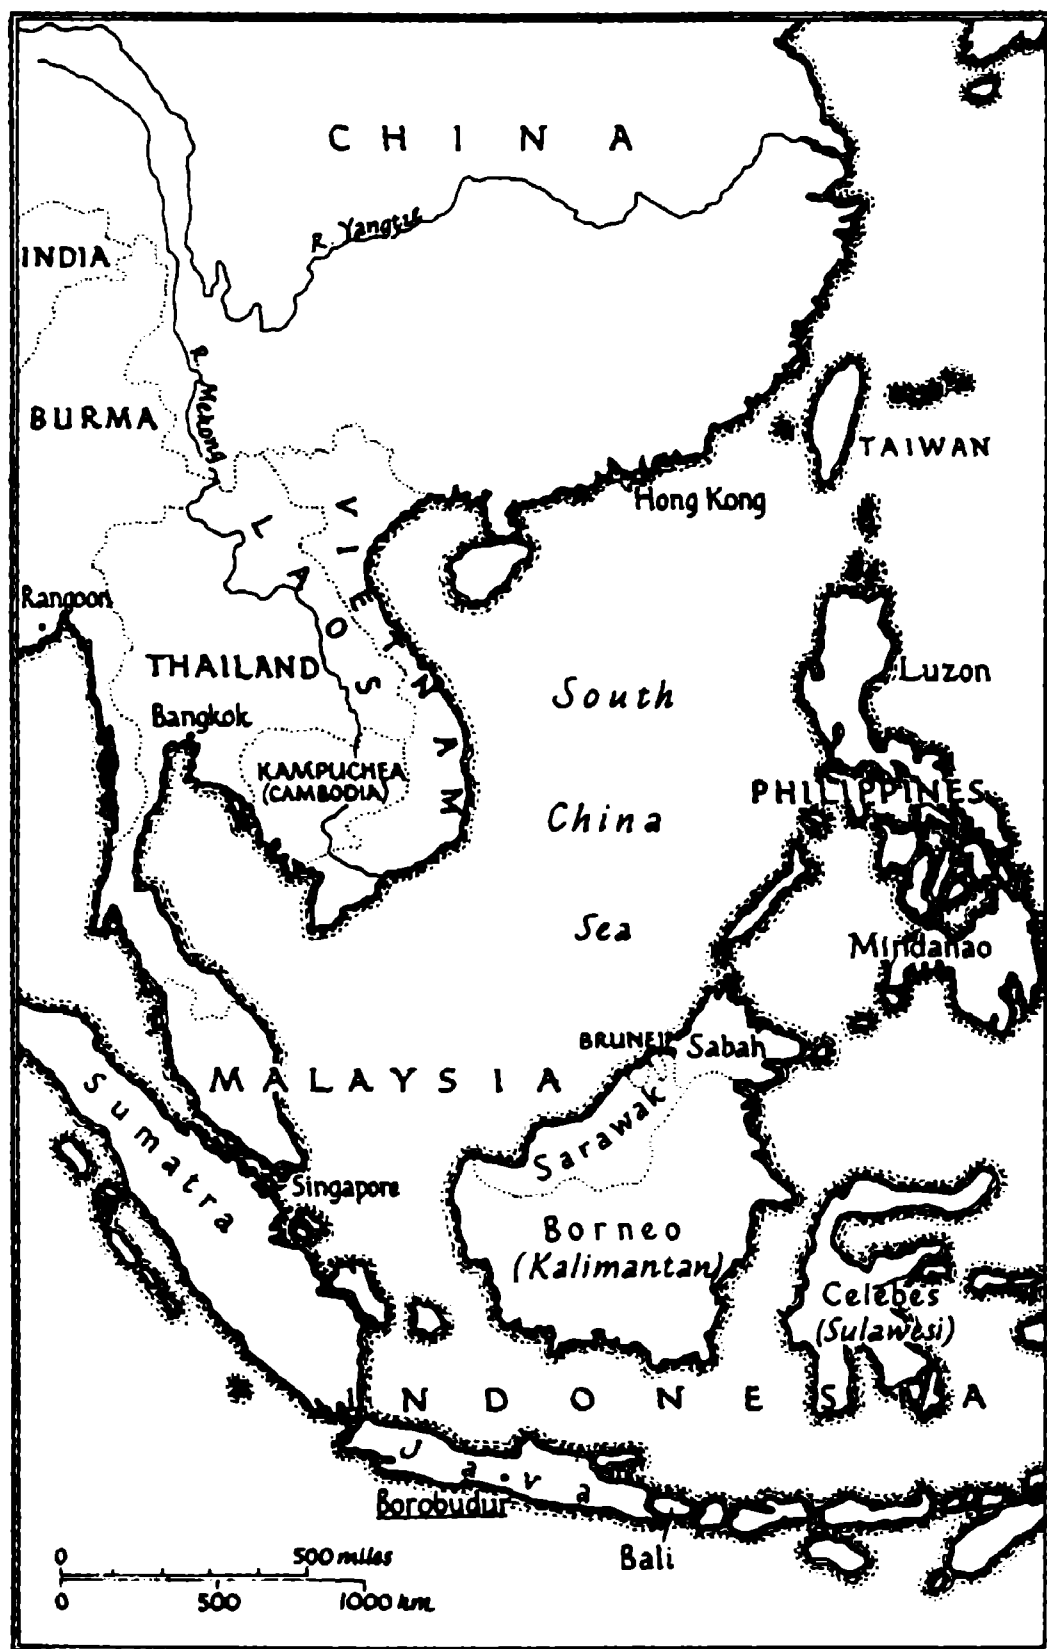 CHINA
R. Yangtze
INDIA
R. Mekong
BURMA
TAIWAN
Hong Kong
LAOS
VIETNAM
Rangoon
THAILAND
Luzon
South
China
Sea
Bangkok
KAMPUCHEA
(CAMBODIA)
PHILIPPINES
Mindanao
BRUNEI
Sabah
MALAYSIA
Sumatra
Sarawak
Singapore
Borneo
(Kalimantan)
Celebes
(Sulawesi)
INDONESIA
Java
Borobudur
Bali
0 500 miles
0 500 1000 km